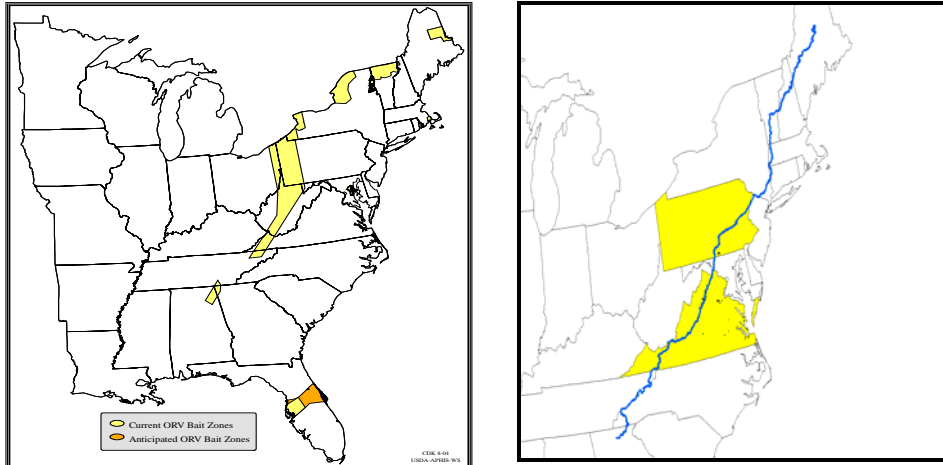 Current ORV Bait Zones
Anticipated ORV Bait Zones
CDK 8-04
USDA-APHIS-WS